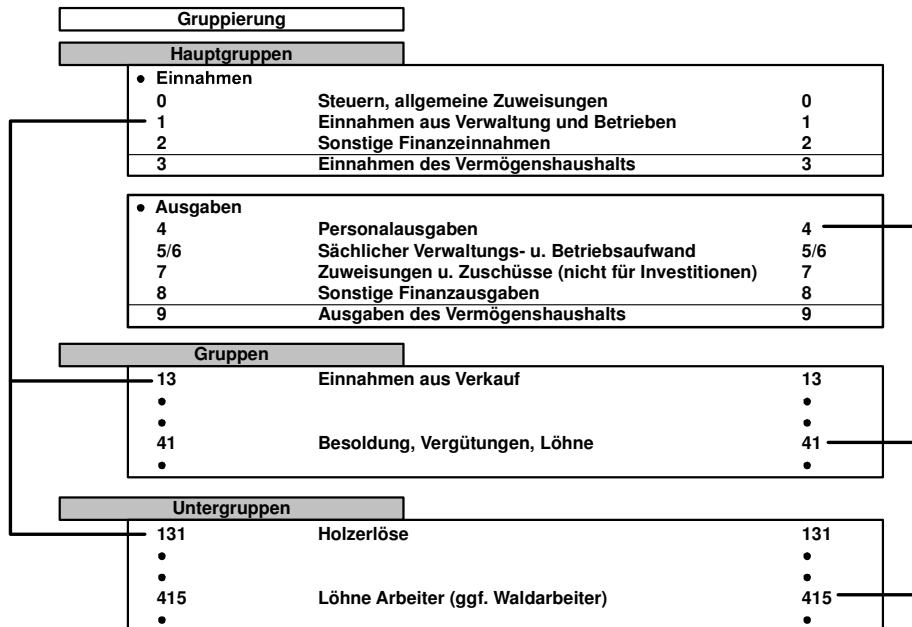 Gruppierung
Hauptgruppen
• Einnahmen
0 Steuern, allgemeine Zuweisungen 0
1 Einnahmen aus Verwaltung und Betrieben 1
2 Sonstige Finanzeinnahmen 2
3 Einnahmen des Vermögenshaushalts 3
• Ausgaben
4 Personalausgaben 4
5/6 Sächlicher Verwaltungs- u. Betriebsaufwand 5/6
7 Zuweisungen u. Zuschüsse (nicht für Investitionen) 7
8 Sonstige Finanzausgaben 8
9 Ausgaben des Vermögenshaushalts 9
Gruppen
13 Einnahmen aus Verkauf 13
• •
• •
41 Besoldung, Vergütungen, Löhne 41
• •
Untergruppen
131 Holzerlöse 131
• •
• •
415 Löhne Arbeiter (ggf. Waldarbeiter) 415
• •